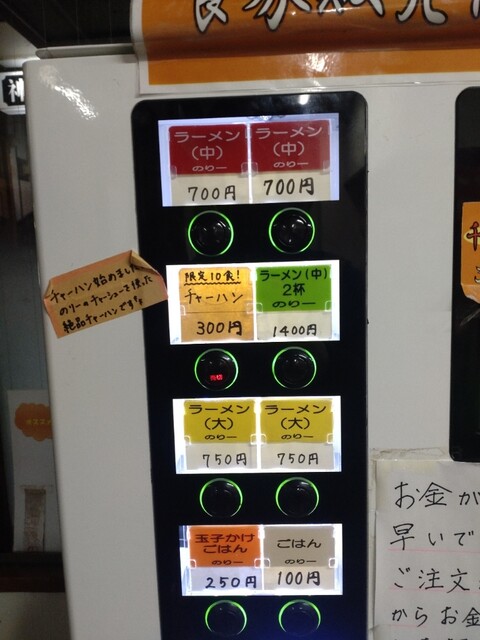 ラーメン
(中)
のりー
700円
ラーメン
(中)
のりー
700円
チャーハン始めました
のりーのチャーシューを使った
絶品チャーハンです
限定10食!
チャーハン
300円
ラーメン(中)
2杯
のりー
1400円
ラーメン
(大)
のりー
750円
ラーメン
(大)
のりー
750円
玉子かけ
ごはん
のりー
250円
ごはん
のりー
100円
お金が
早いで
ご注文
からお金